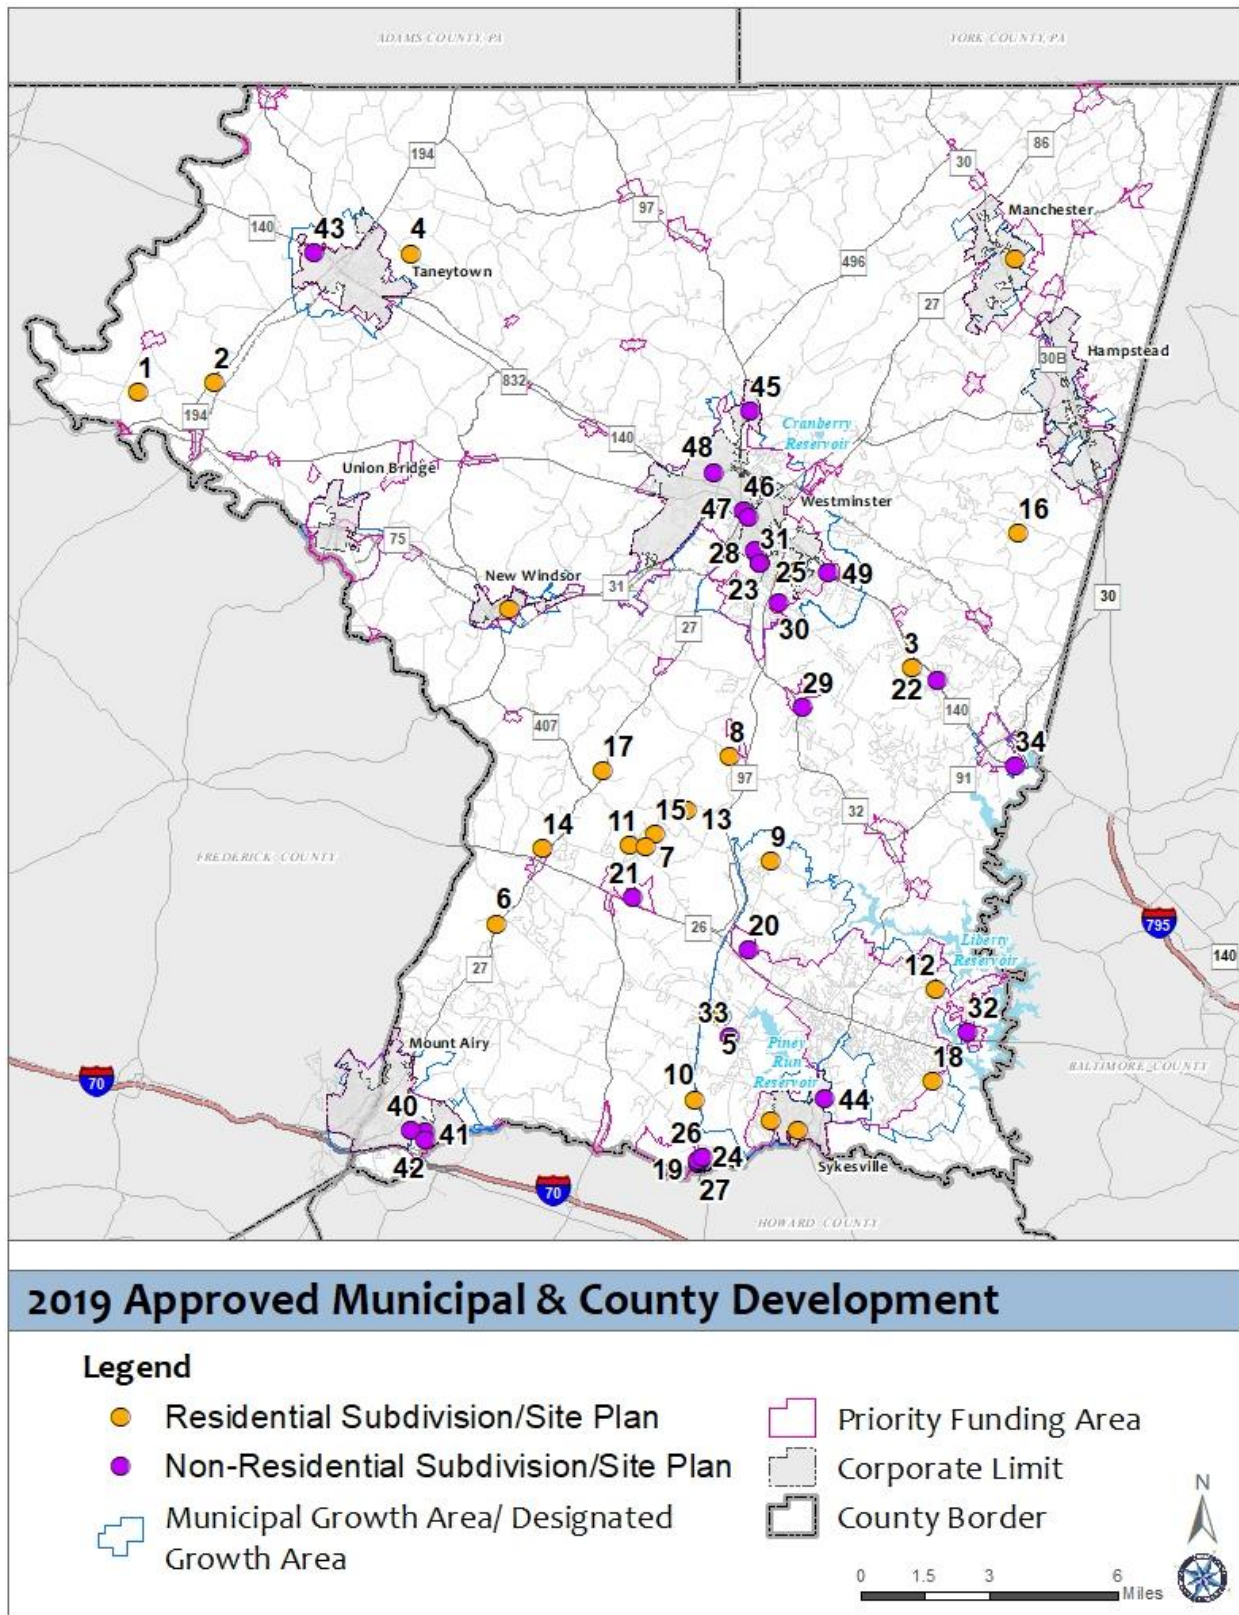 ADAMS COUNTY, PA
YORK COUNTY, PA
194
86
30
Manchester
97
140
43
4
Taneytown
496
27
Hampstead
30B
1
2
194
832
45
Cranberry
Reservoir
140
48
Union Bridge
46
Westminster
47
16
75
31
28
25
49
New Windsor
31
23
30
27
30
3
22
29
140
407
34
8
17
97
91
15
13
32
14
11
7
9
FREDERICK COUNTY
21
6
26
20
795
Liberty
Reservoir
140
27
12
33
32
5
Piney
Run
Reservoir
Mount Airy
18
BALTIMORE COUNTY
70
10
44
40
41
26
24
42
19
27
Sykesville
70
HOWARD COUNTY
2019 Approved Municipal & County Development
Legend
Residential Subdivision/Site Plan
Non-Residential Subdivision/Site Plan
Municipal Growth Area/ Designated
Growth Area
Priority Funding Area
Corporate Limit
County Border
N
0 1.5 3 6
Miles